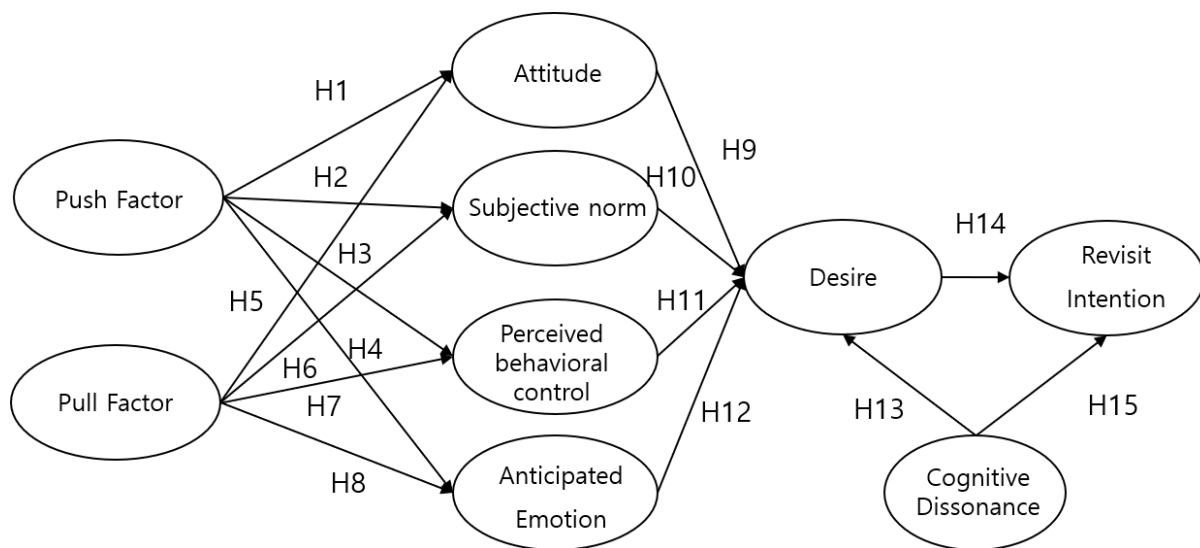 Attitude
H1
H9
Push Factor
H2
Subjective norm
H10
H3
H14
Desire
Revisit
Intention
H5
H11
Perceived
behavioral
control
H4
H6
Pull Factor
H7
H12
H13
H15
H8
Anticipated
Emotion
Cognitive
Dissonance